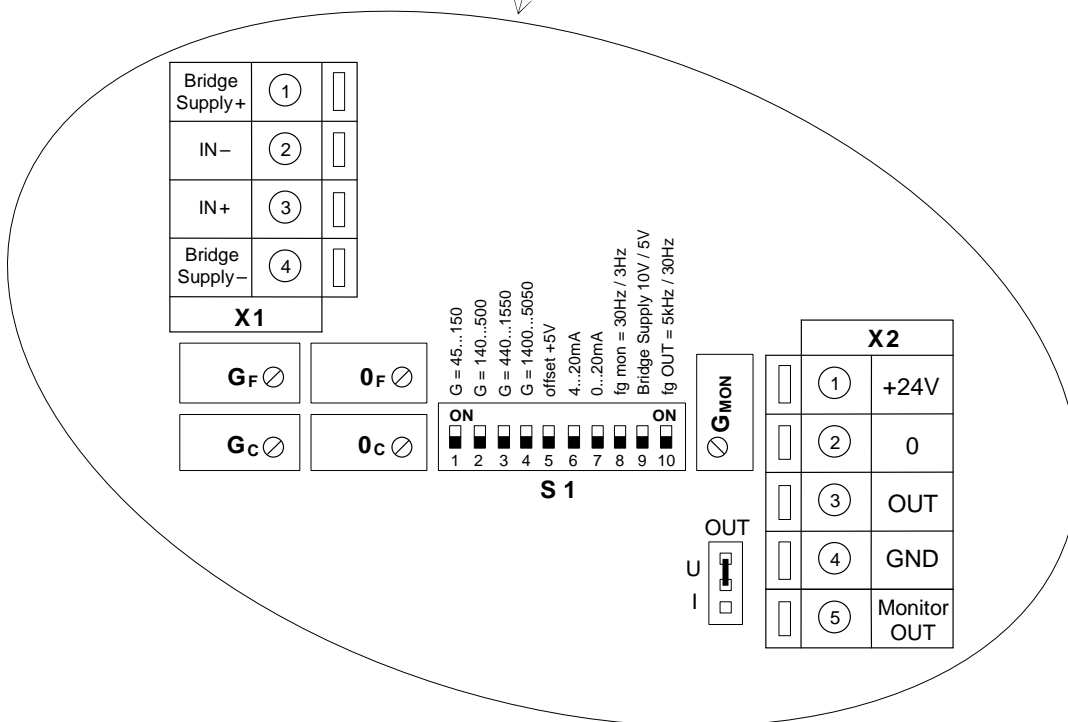 Bridge
Supply+
1
IN–
2
IN+
3
Bridge
Supply–
4
X1
GF
0F
GC
0C
G = 45...150
G = 140...500
G = 440...1550
G = 1400...5050
offset +5V
4...20mA
0...20mA
fg mon = 30Hz / 3Hz
Bridge Supply 10V / 5V
fg OUT = 5kHz / 30Hz
ON ON
1 2 3 4 5 6 7 8 9 10
S 1
GMON
OUT
U
I
X2
1 +24V
2 0
3 OUT
4 GND
5 Monitor
OUT